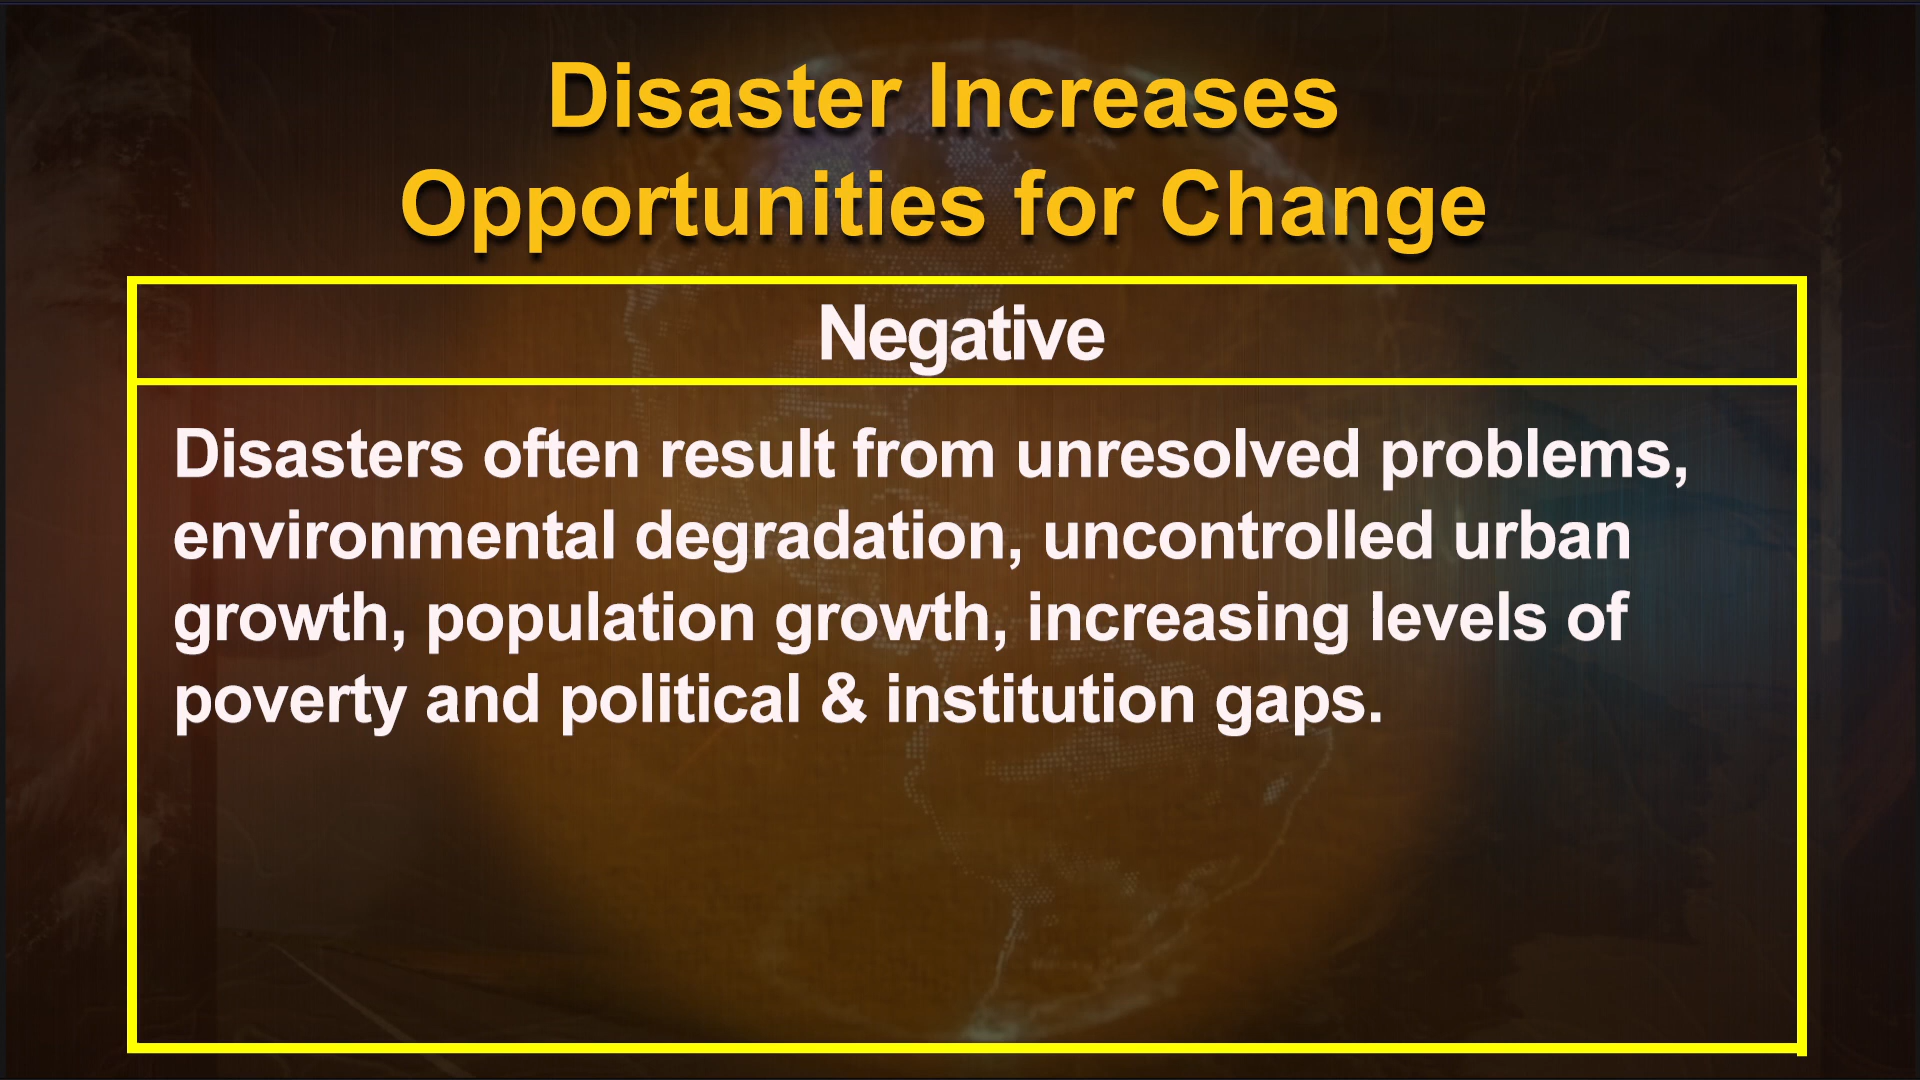 Disaster Increases
Opportunities for Change
Negative
Disasters often result from unresolved problems,
environmental degradation, uncontrolled urban
growth, population growth, increasing levels of
poverty and political & institution gaps.